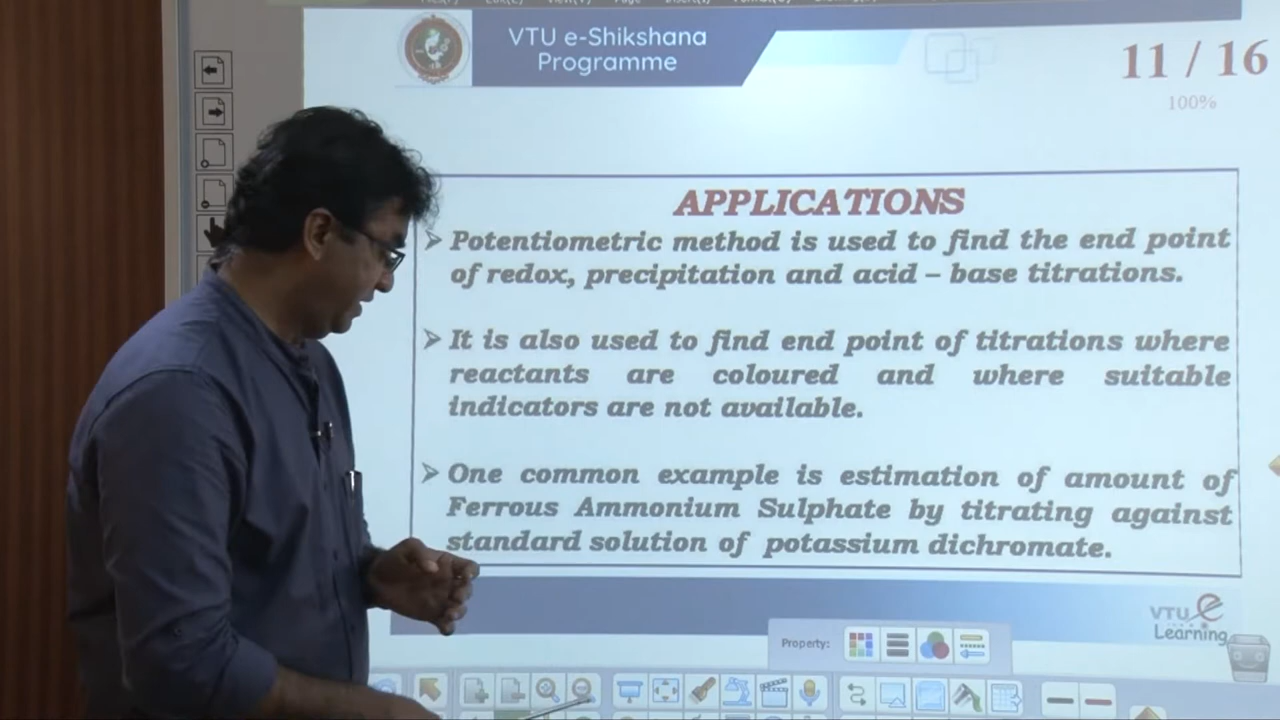 VTU e-Shikshana
Programme
11 / 16
100%
APPLICATIONS
➢ Potentiometric method is used to find the end point
of redox, precipitation and acid – base titrations.
➢ It is also used to find end point of titrations where
reactants are coloured and where suitable
indicators are not available.
➢ One common example is estimation of amount of
Ferrous Ammonium Sulphate by titrating against
standard solution of potassium dichromate.
VTU e
Learning
Property: